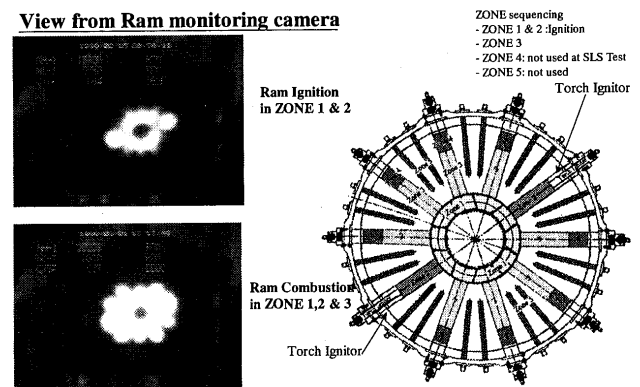 View from Ram monitoring camera
Ram Ignition
in ZONE 1 & 2
Ram Combustion
in ZONE 1,2 & 3
ZONE sequencing
- ZONE 1 & 2 :Ignition
- ZONE 3
- ZONE 4: not used at SLS Test
- ZONE 5: not used
Torch Ignitor
Torch Ignitor